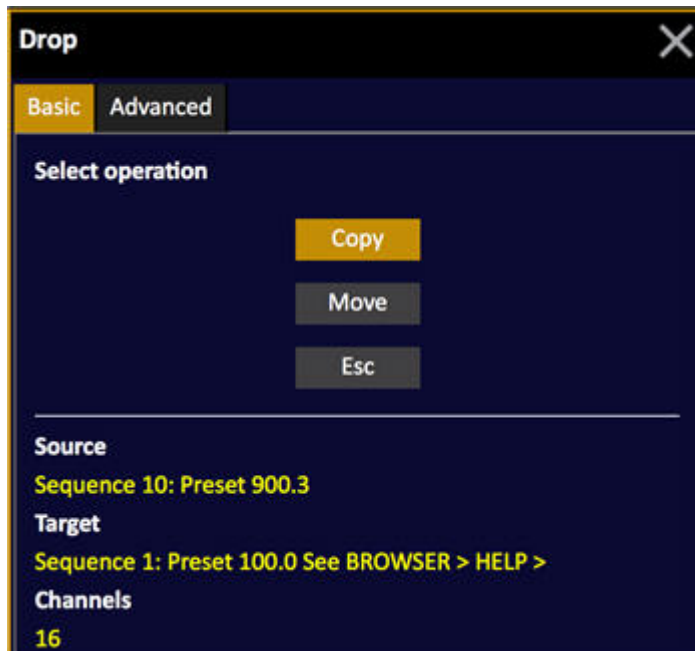 Drop
Basic Advanced
Select operation
Copy
Move
Esc
Source
Sequence 10: Preset 900.3
Target
Sequence 1: Preset 100.0 See BROWSER > HELP >
Channels
16